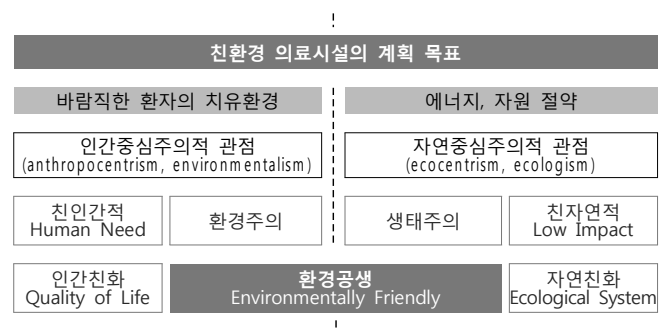 친환경 의료시설의 계획 목표
바람직한 환자의 치유환경
에너지, 자원 절약
인간중심주의적 관점
(anthropocentrism, environmentalism)
자연중심주의적 관점
(ecocentrism, ecologism)
친인간적
Human Need
환경주의
생태주의
친자연적
Low Impact
인간친화
Quality of Life
환경공생
Environmentally Friendly
자연친화
Ecological System